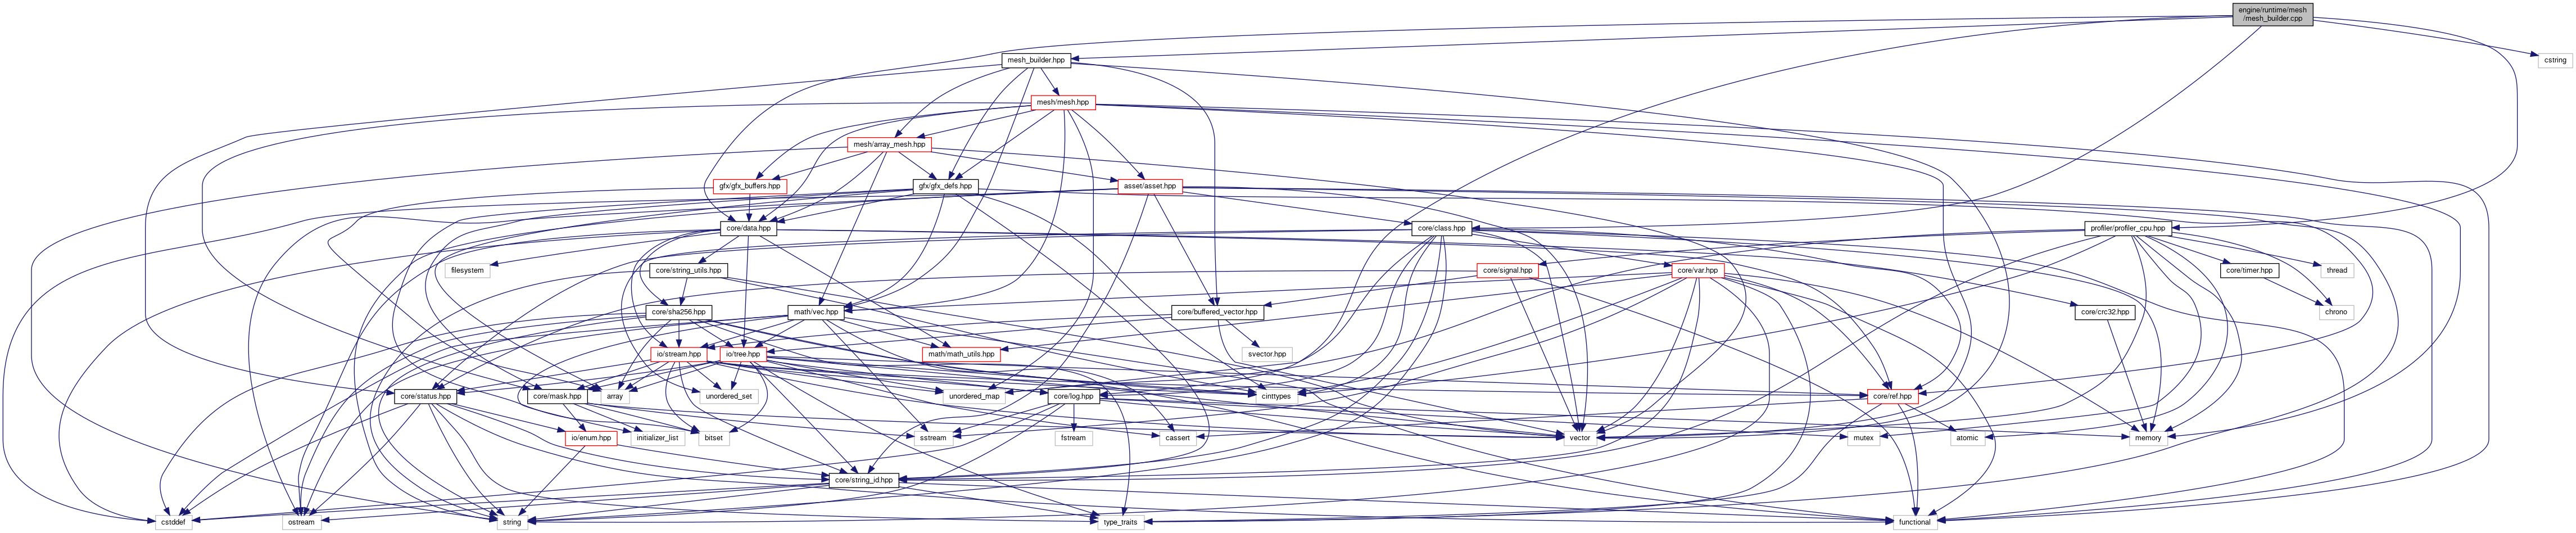 engine/runtime/mesh
/mesh_builder.cpp
mesh_builder.hpp
cstring
mesh/mesh.hpp
mesh/array_mesh.hpp
gfx/gfx_buffers.hpp
gfx/gfx_defs.hpp
asset/asset.hpp
core/data.hpp
core/class.hpp
profiler/profiler_cpu.hpp
filesystem
core/string_utils.hpp
core/signal.hpp
core/var.hpp
core/timer.hpp
thread
core/sha256.hpp
math/vec.hpp
core/buffered_vector.hpp
core/crc32.hpp
chrono
io/stream.hpp
io/tree.hpp
math/math_utils.hpp
svector.hpp
core/status.hpp
core/mask.hpp
array
unordered_set
unordered_map
core/log.hpp
cinttypes
core/ref.hpp
io/enum.hpp
initializer_list
bitset
sstream
fstream
cassert
vector
mutex
atomic
memory
core/string_id.hpp
cstddef
ostream
string
type_traits
functional